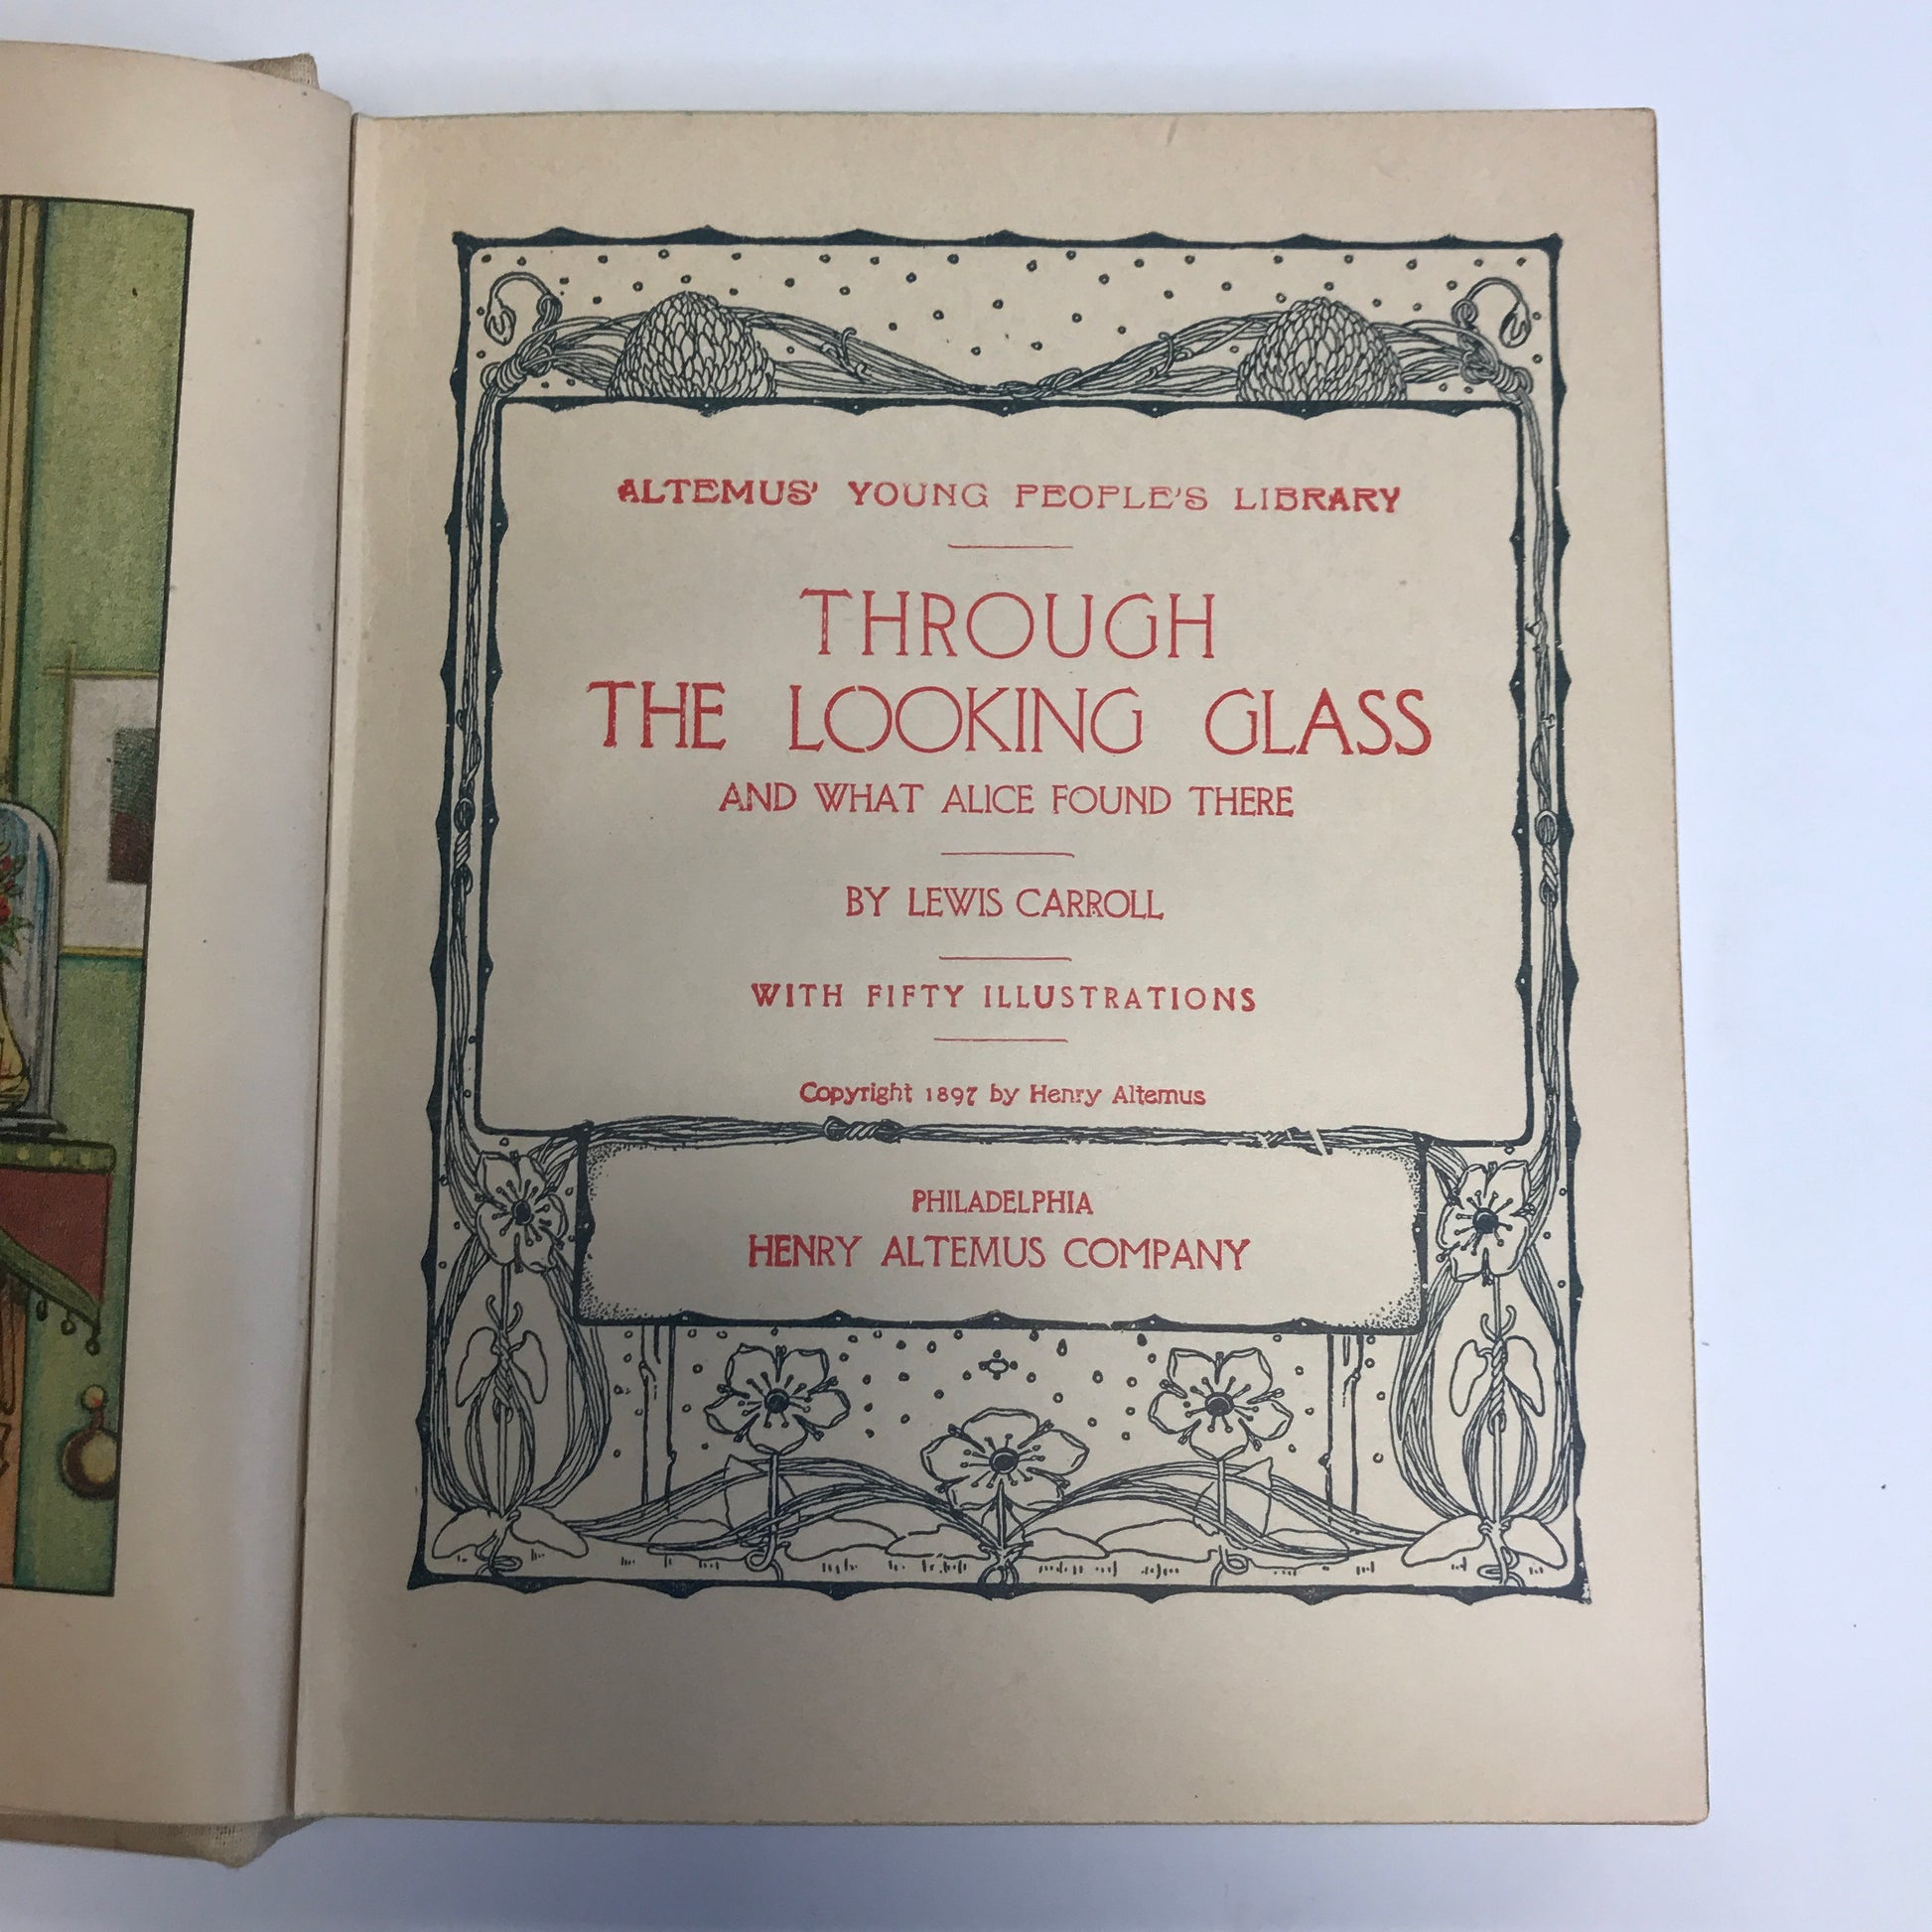 ALTEMUS' YOUNG PEOPLE'S LIBRARY
THROUGH
THE LOOKING GLASS
AND WHAT ALICE FOUND THERE
BY LEWIS CARROLL
WITH FIFTY ILLUSTRATIONS
Copyright 1897 by Henry Altemus
PHILADELPHIA
HENRY ALTEMUS COMPANY